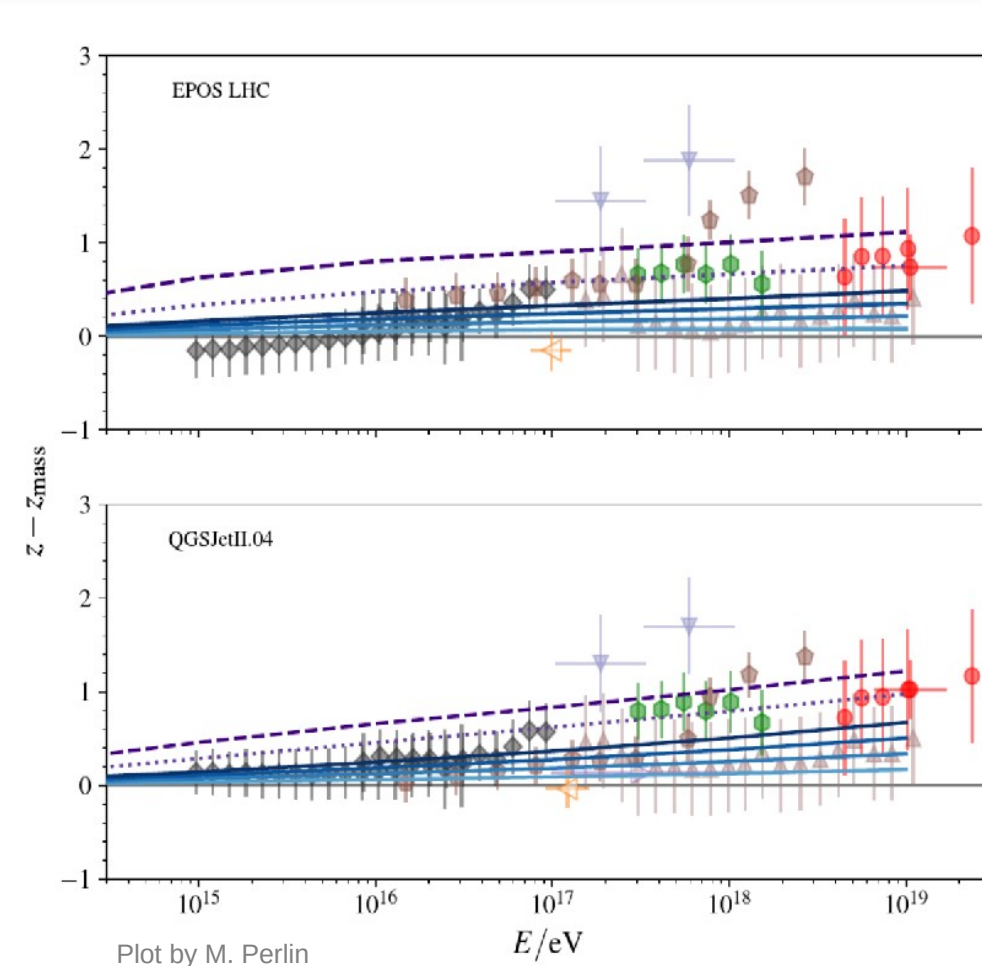 3
EPOS LHC
2
1
0
−1
z − z_mass
3
QGSJetII.04
2
1
0
−1
10^15 10^16 10^17 10^18 10^19
E/eV
Plot by M. Perlin